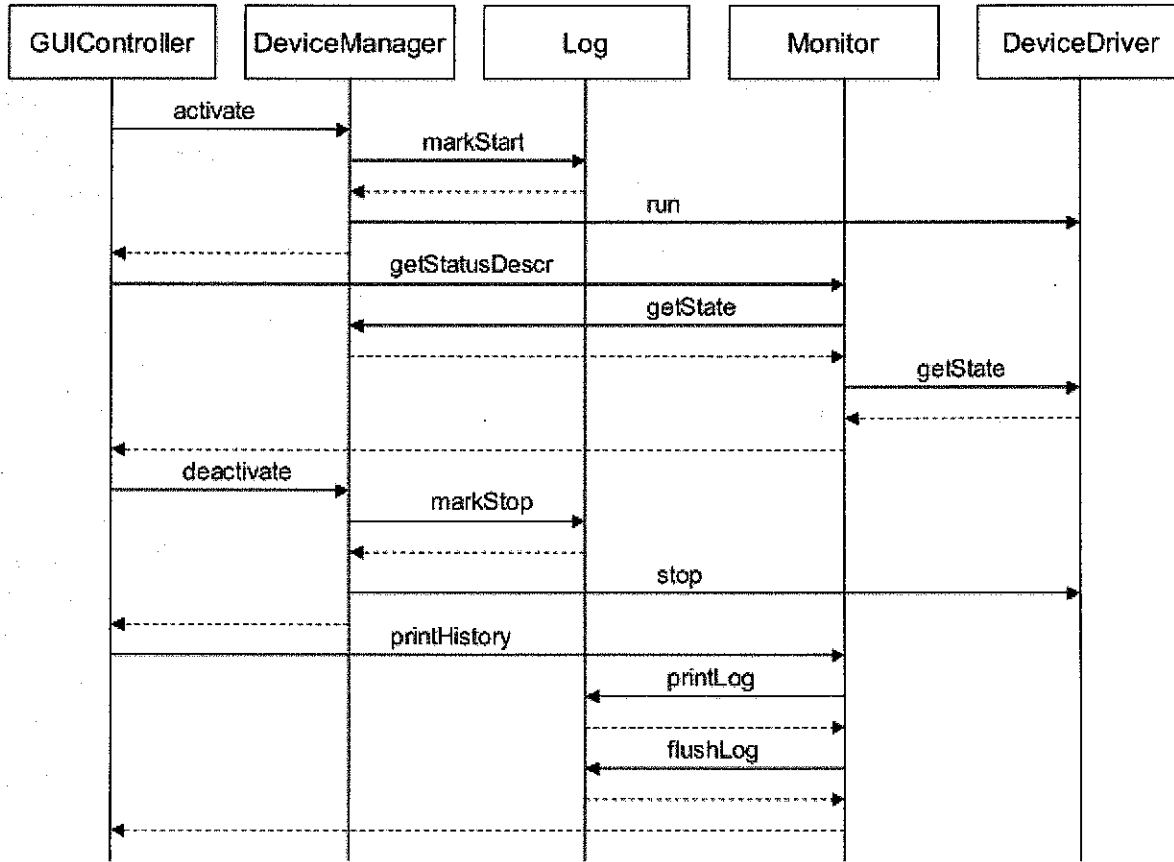 GUIController DeviceManager Log Monitor DeviceDriver
activate
markStart
run
getStatusDescr
getState
getState
deactivate
markStop
stop
printHistory
printLog
flushLog